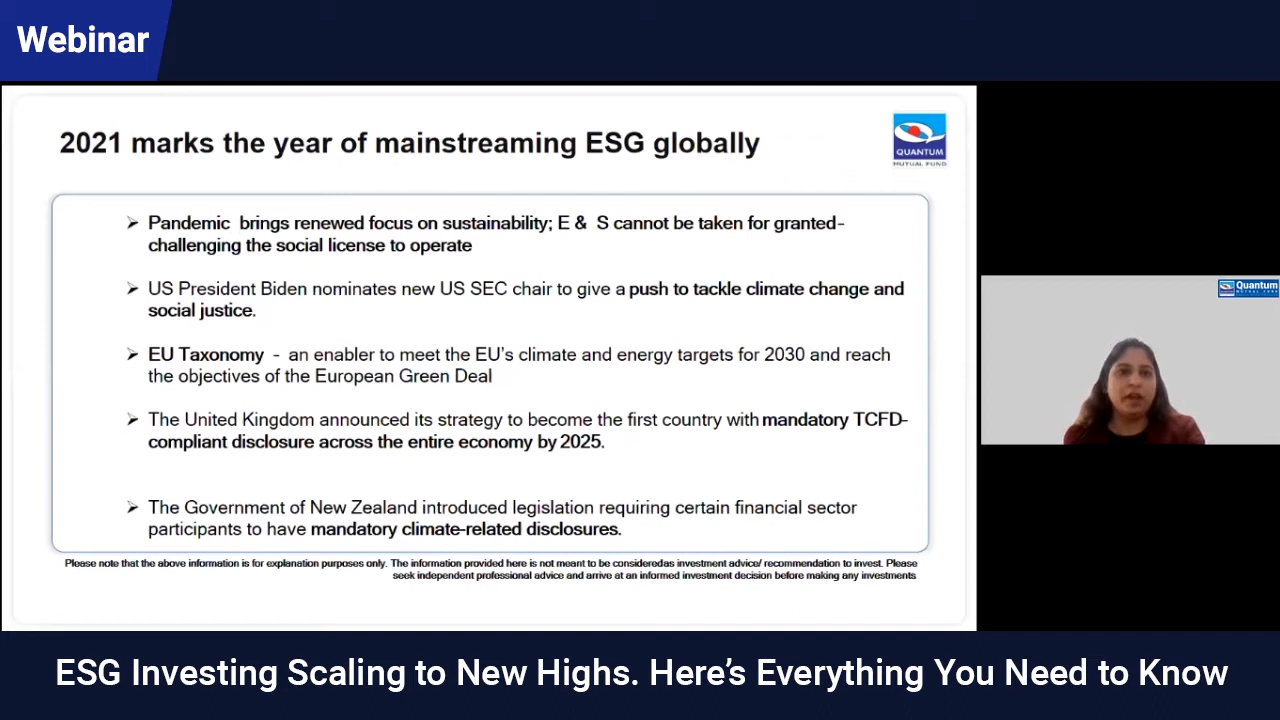 Webinar
2021 marks the year of mainstreaming ESG globally
QUANTUM
MUTUAL FUND
➢ Pandemic brings renewed focus on sustainability; E & S cannot be taken for granted-
challenging the social license to operate
➢ US President Biden nominates new US SEC chair to give a push to tackle climate change and
social justice.
➢ EU Taxonomy - an enabler to meet the EU's climate and energy targets for 2030 and reach
the objectives of the European Green Deal
➢ The United Kingdom announced its strategy to become the first country with mandatory TCFD-
compliant disclosure across the entire economy by 2025.
➢ The Government of New Zealand introduced legislation requiring certain financial sector
participants to have mandatory climate-related disclosures.
Please note that the above information is for explanation purposes only. The information provided here is not meant to be consideredas investment advice/ recommendation to invest. Please
seek independent professional advice and arrive at an informed investment decision before making any investments
Quantum
MUTUAL FUND
ESG Investing Scaling to New Highs. Here's Everything You Need to Know